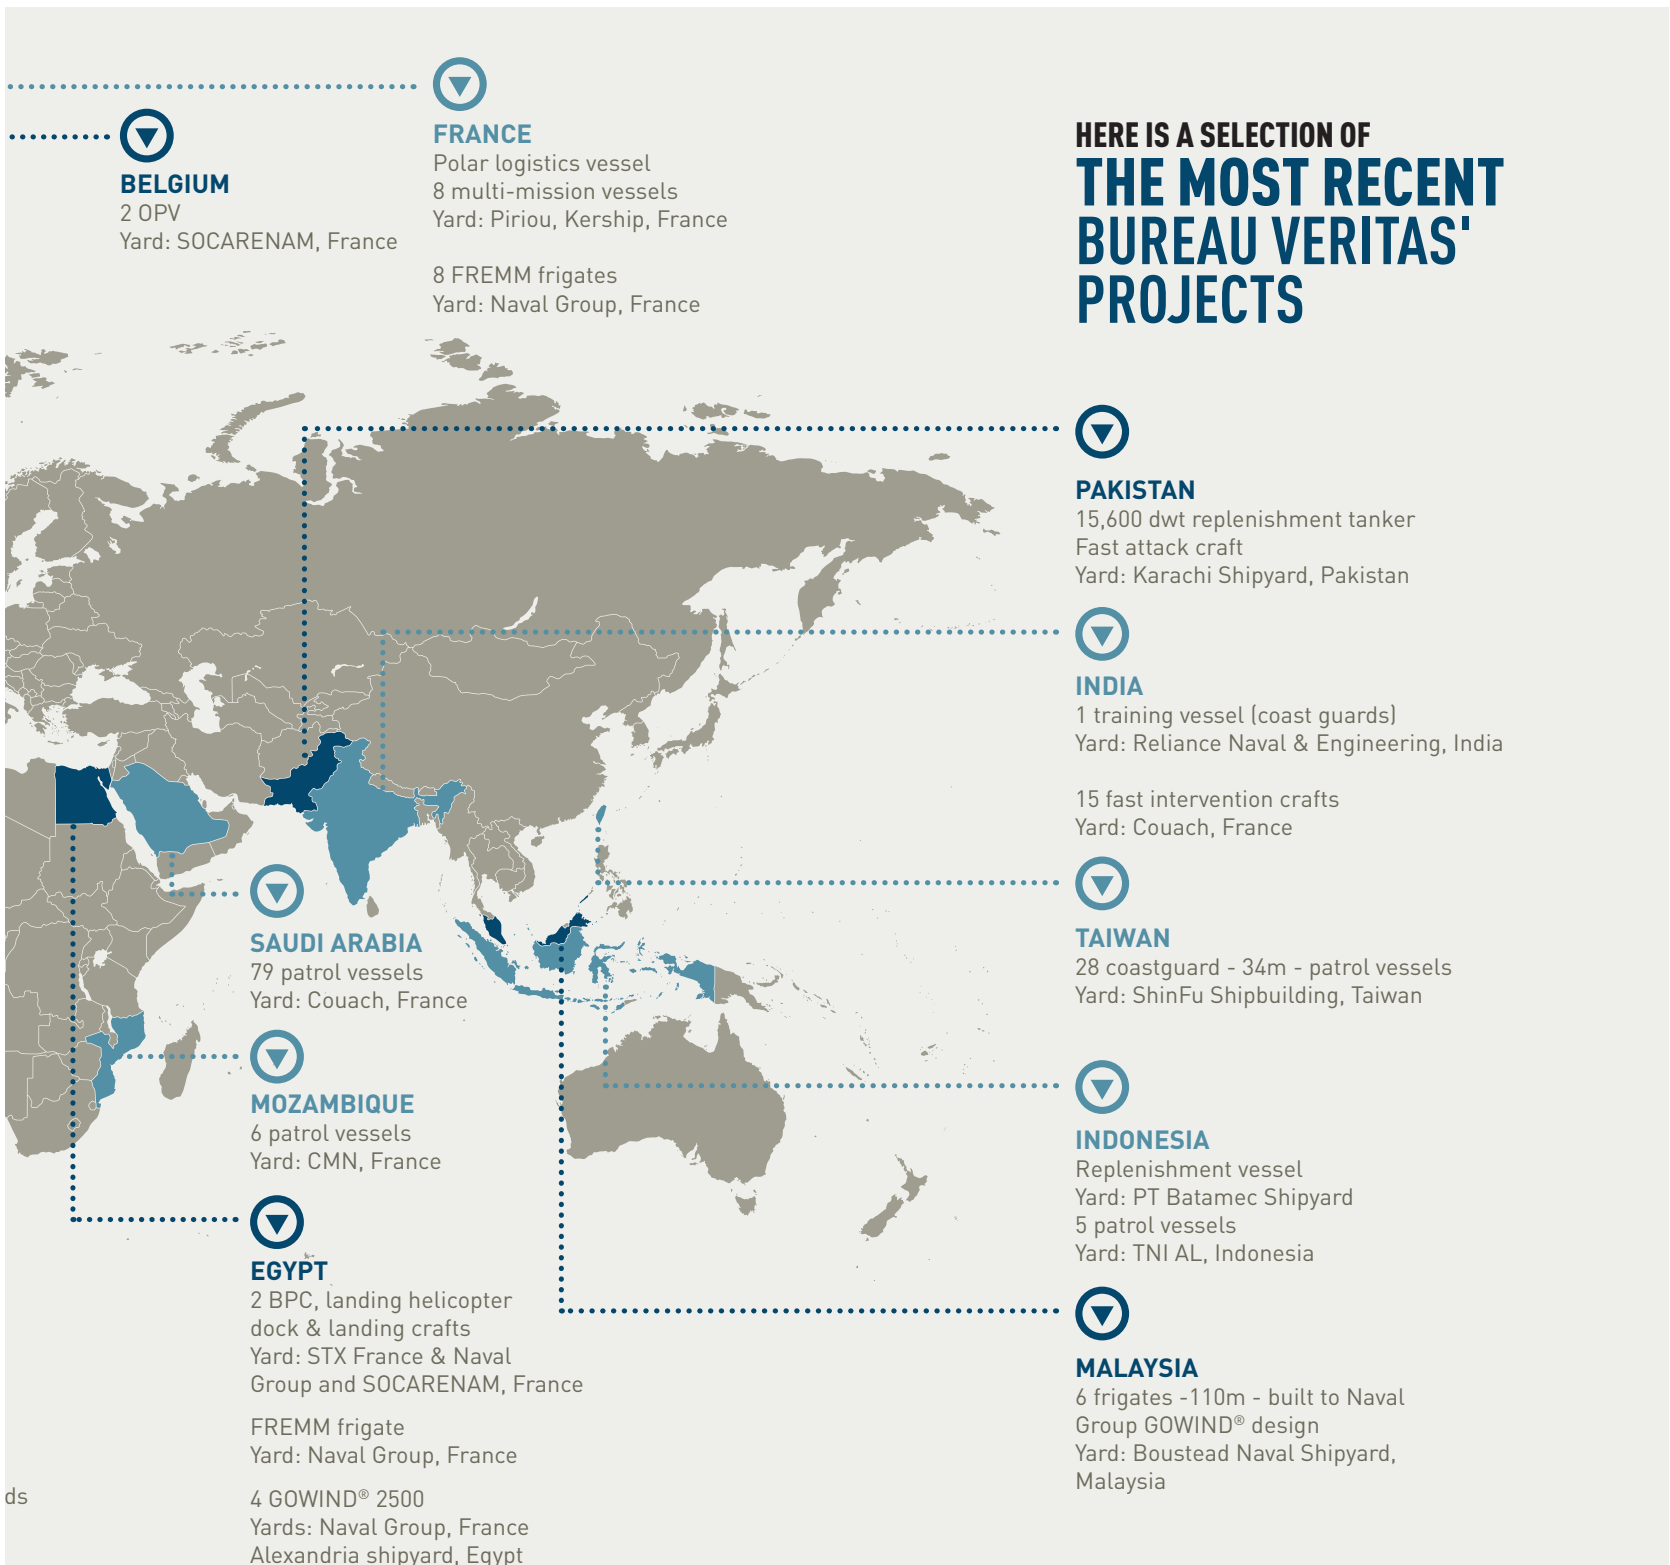 FRANCE
Polar logistics vessel
8 multi-mission vessels
Yard: Piriou, Kership, France
8 FREMM frigates
Yard: Naval Group, France
BELGIUM
2 OPV
Yard: SOCARENAM, France
HERE IS A SELECTION OF
THE MOST RECENT
BUREAU VERITAS'
PROJECTS
PAKISTAN
15,600 dwt replenishment tanker
Fast attack craft
Yard: Karachi Shipyard, Pakistan
INDIA
1 training vessel (coast guards)
Yard: Reliance Naval & Engineering, India
15 fast intervention crafts
Yard: Couach, France
TAIWAN
28 coastguard - 34m - patrol vessels
Yard: ShinFu Shipbuilding, Taiwan
INDONESIA
Replenishment vessel
Yard: PT Batamec Shipyard
5 patrol vessels
Yard: TNI AL, Indonesia
MALAYSIA
6 frigates -110m - built to Naval
Group GOWIND® design
Yard: Boustead Naval Shipyard,
Malaysia
SAUDI ARABIA
79 patrol vessels
Yard: Couach, France
MOZAMBIQUE
6 patrol vessels
Yard: CMN, France
EGYPT
2 BPC, landing helicopter
dock & landing crafts
Yard: STX France & Naval
Group and SOCARENAM, France
FREMM frigate
Yard: Naval Group, France
4 GOWIND® 2500
Yards: Naval Group, France
Alexandria shipyard, Egypt
ds